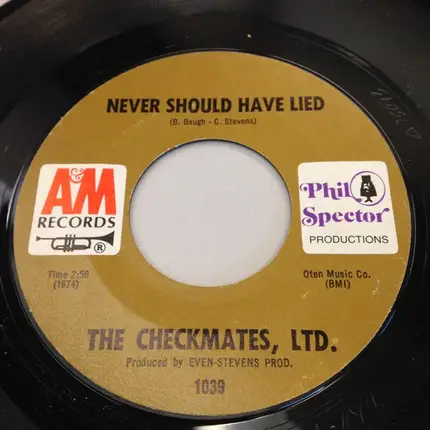 NEVER SHOULD HAVE LIED
(B. Baugh - C. Stevens)
A&M
RECORDS
®
Phil
Spector
PRODUCTIONS
Time 2:56
(1674)
Oten Music Co.
(BMI)
THE CHECKMATES, LTD.
Produced by EVEN-STEVENS PROD.
1039